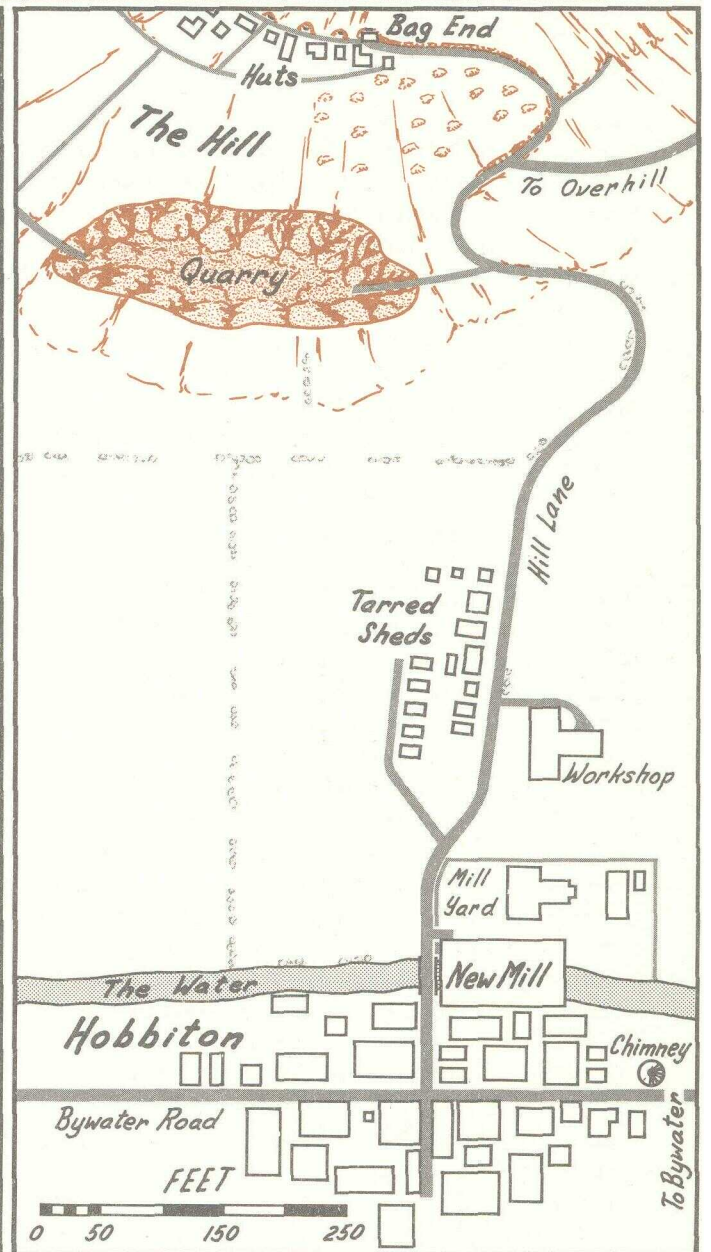 Bag End
Huts
The Hill
To Overhill
Quarry
Hill Lane
Tarred
Sheds
Workshop
Mill
Yard
New Mill
The Water
Hobbiton
Chimney
Bywater Road
To Bywater
FEET
0 50 150 250